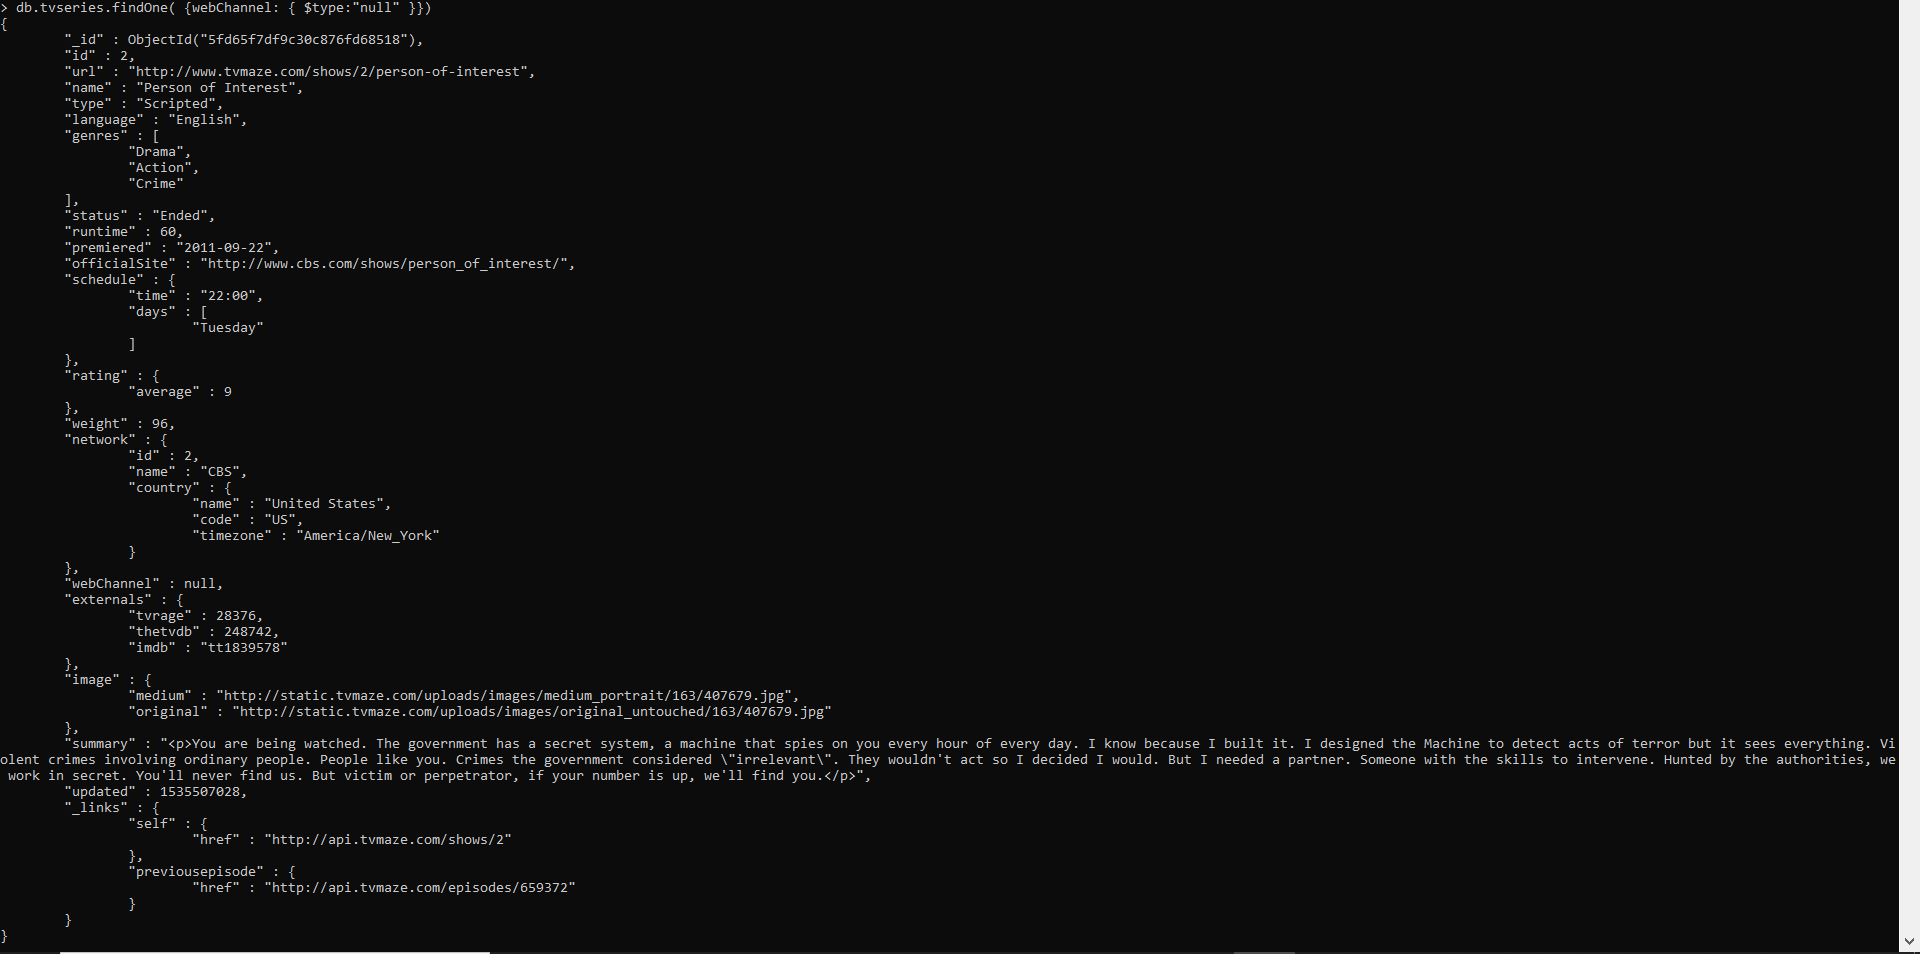 > db.tvseries.findOne( {webChannel: { $type:"null" }})
{
        "_id" : ObjectId("5fd65f7df9c30c876fd68518"),
        "id" : 2,
        "url" : "http://www.tvmaze.com/shows/2/person-of-interest",
        "name" : "Person of Interest",
        "type" : "Scripted",
        "language" : "English",
        "genres" : [
                "Drama",
                "Action",
                "Crime"
        ],
        "status" : "Ended",
        "runtime" : 60,
        "premiered" : "2011-09-22",
        "officialSite" : "http://www.cbs.com/shows/person_of_interest/",
        "schedule" : {
                "time" : "22:00",
                "days" : [
                        "Tuesday"
                ]
        },
        "rating" : {
                "average" : 9
        },
        "weight" : 96,
        "network" : {
                "id" : 2,
                "name" : "CBS",
                "country" : {
                        "name" : "United States",
                        "code" : "US",
                        "timezone" : "America/New_York"
                }
        },
        "webChannel" : null,
        "externals" : {
                "tvrage" : 28376,
                "thetvdb" : 248742,
                "imdb" : "tt1839578"
        },
        "image" : {
                "medium" : "http://static.tvmaze.com/uploads/images/medium_portrait/163/407679.jpg",
                "original" : "http://static.tvmaze.com/uploads/images/original_untouched/163/407679.jpg"
        },
        "summary" : "<p>You are being watched. The government has a secret system, a machine that spies on you every hour of every day. I know because I built it. I designed the Machine to detect acts of terror but it sees everything. Vi
olent crimes involving ordinary people. People like you. Crimes the government considered \"irrelevant\". They wouldn't act so I decided I would. But I needed a partner. Someone with the skills to intervene. Hunted by the authorities, we
 work in secret. You'll never find us. But victim or perpetrator, if your number is up, we'll find you.</p>",
        "updated" : 1535507028,
        "_links" : {
                "self" : {
                        "href" : "http://api.tvmaze.com/shows/2"
                },
                "previousepisode" : {
                        "href" : "http://api.tvmaze.com/episodes/659372"
                }
        }
}